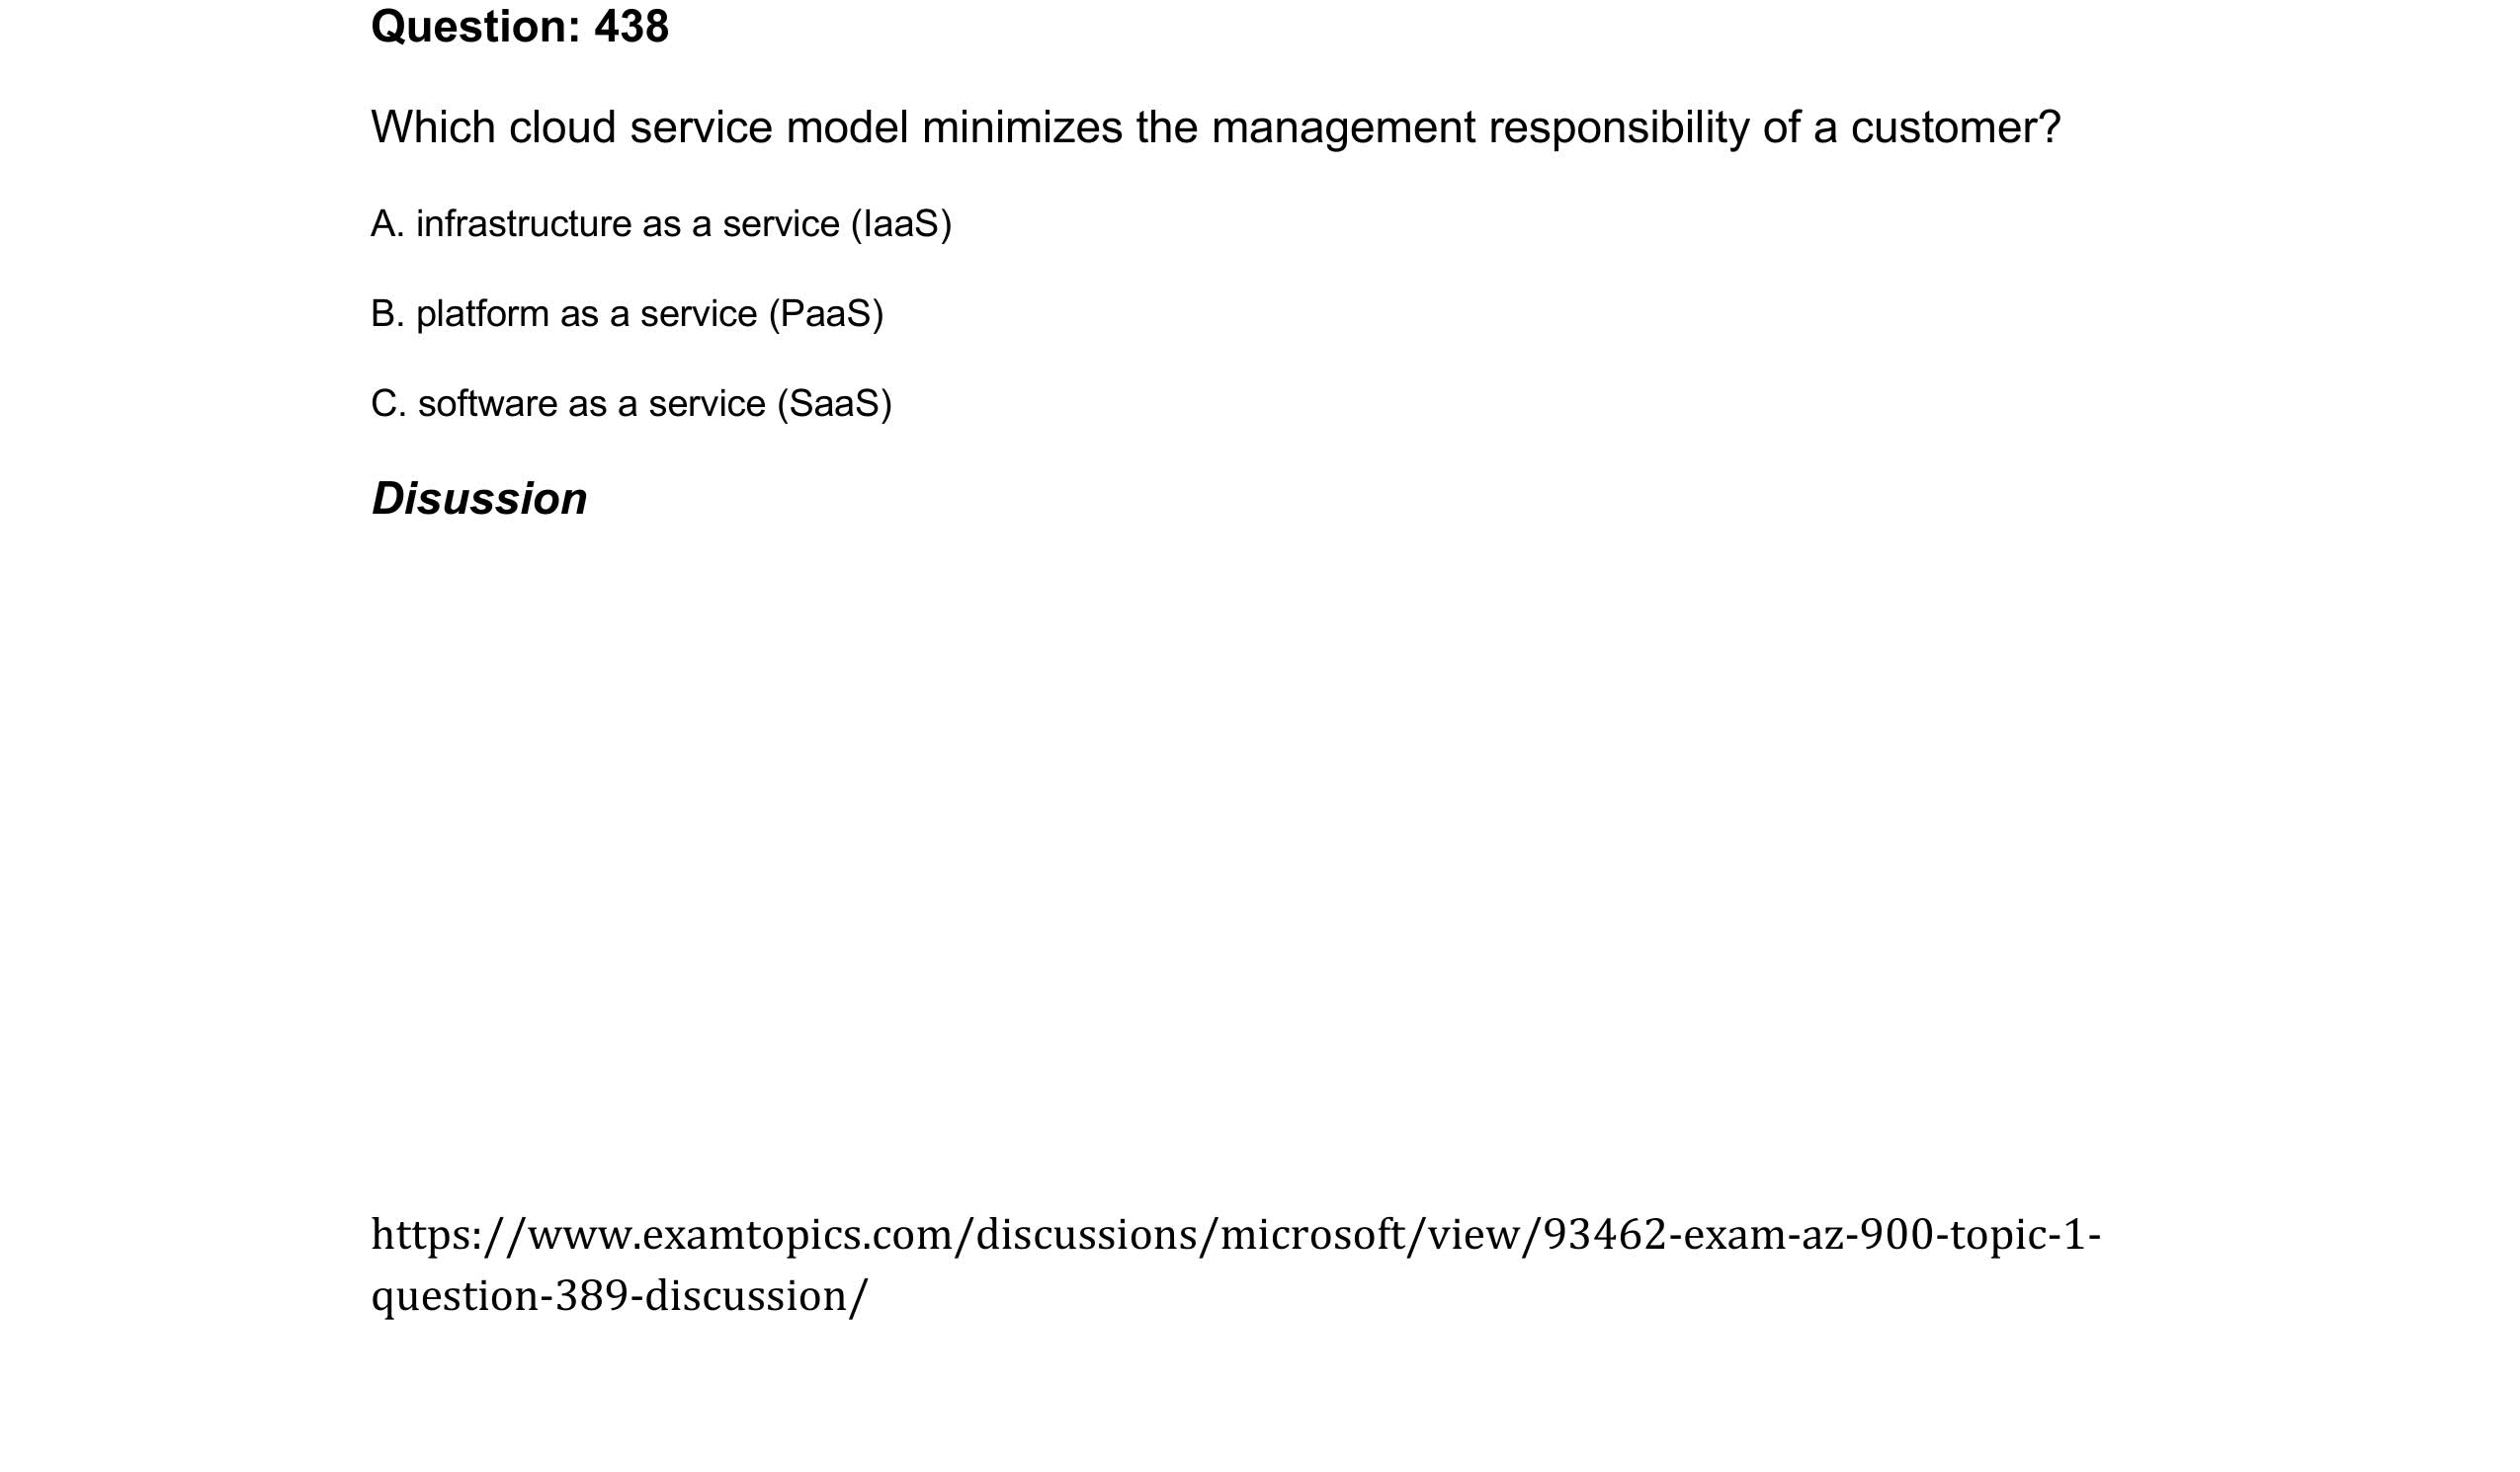 Question: 438
Which cloud service model minimizes the management responsibility of a customer?
A. infrastructure as a service (IaaS)
B. platform as a service (PaaS)
C. software as a service (SaaS)
Disussion
https://www.examtopics.com/discussions/microsoft/view/93462-exam-az-900-topic-1-
question-389-discussion/